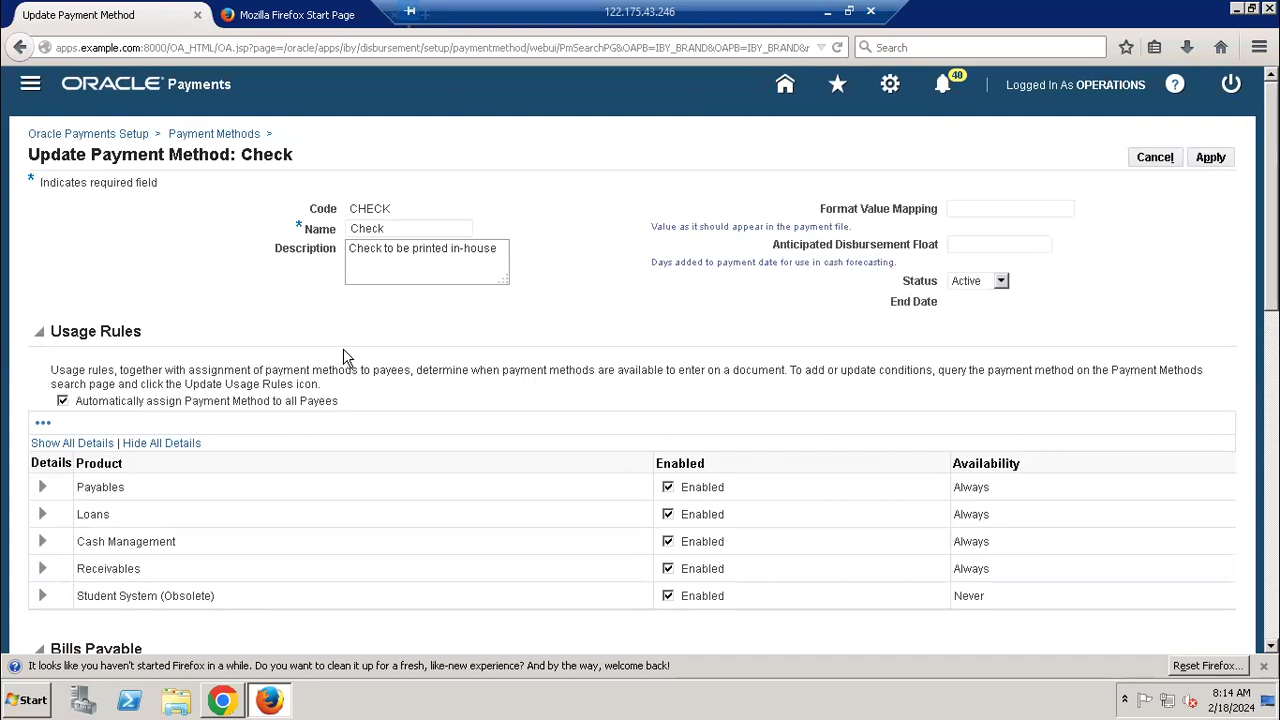 Update Payment Method
Mozilla Firefox Start Page
122.175.43.246
apps.example.com:8000/OA_HTML/OA.jsp?page=/oracle/apps/iby/disbursement/setup/paymentmethod/webui/PmSearchPG&OAPB=IBY_BRAND&OAPB=IBY_BRAND&r
Search
ORACLE Payments
40
Logged In As OPERATIONS
Oracle Payments Setup > Payment Methods >
Update Payment Method: Check
Cancel Apply
* Indicates required field
Code CHECK
* Name Check
Description Check to be printed in-house
Format Value Mapping
Value as it should appear in the payment file.
Anticipated Disbursement Float
Days added to payment date for use in cash forecasting.
Status Active
End Date
Usage Rules
Usage rules, together with assignment of payment methods to payees, determine when payment methods are available to enter on a document. To add or update conditions, query the payment method on the Payment Methods
search page and click the Update Usage Rules icon.
Automatically assign Payment Method to all Payees
Show All Details | Hide All Details
Details Product Enabled Availability
Payables Enabled Always
Loans Enabled Always
Cash Management Enabled Always
Receivables Enabled Always
Student System (Obsolete) Enabled Never
Bills Payable
It looks like you haven't started Firefox in a while. Do you want to clean it up for a fresh, like-new experience? And by the way, welcome back!
Reset Firefox...
Start
8:14 AM
2/18/2024